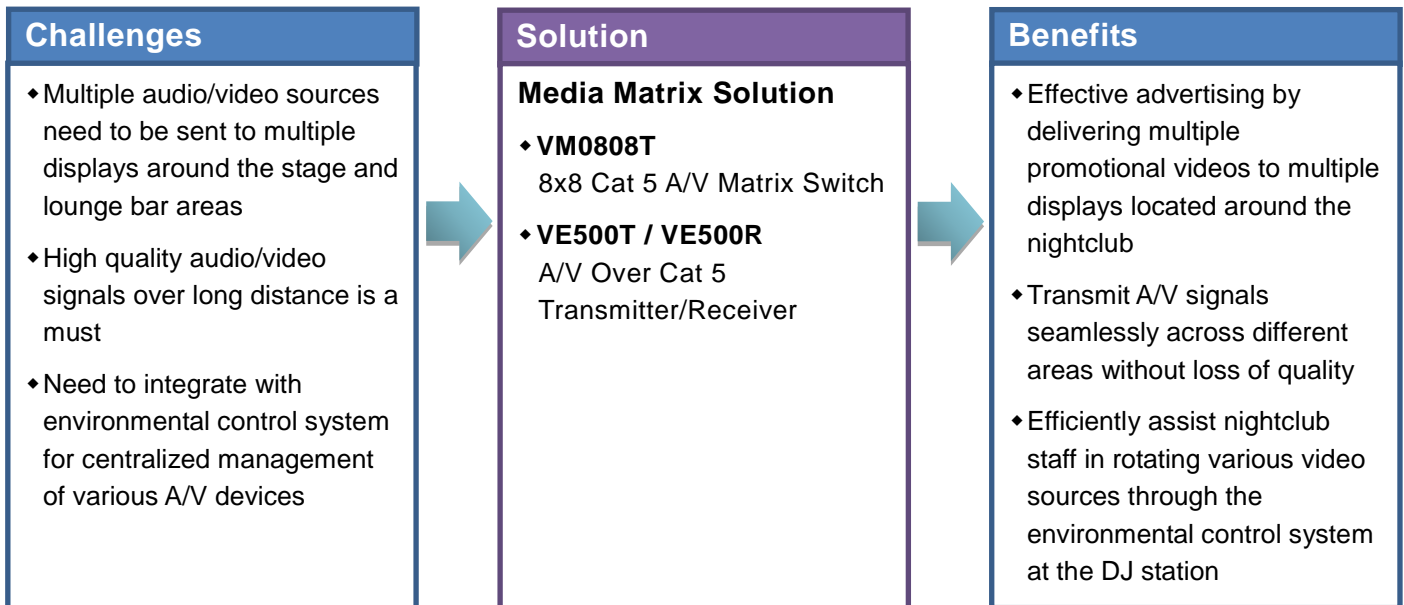 Challenges
◆Multiple audio/video sources
need to be sent to multiple
displays around the stage and
lounge bar areas
◆High quality audio/video
signals over long distance is a
must
◆Need to integrate with
environmental control system
for centralized management
of various A/V devices
Solution
Media Matrix Solution
◆VM0808T
8x8 Cat 5 A/V Matrix Switch
◆VE500T / VE500R
A/V Over Cat 5
Transmitter/Receiver
Benefits
◆Effective advertising by
delivering multiple
promotional videos to multiple
displays located around the
nightclub
◆Transmit A/V signals
seamlessly across different
areas without loss of quality
◆Efficiently assist nightclub
staff in rotating various video
sources through the
environmental control system
at the DJ station